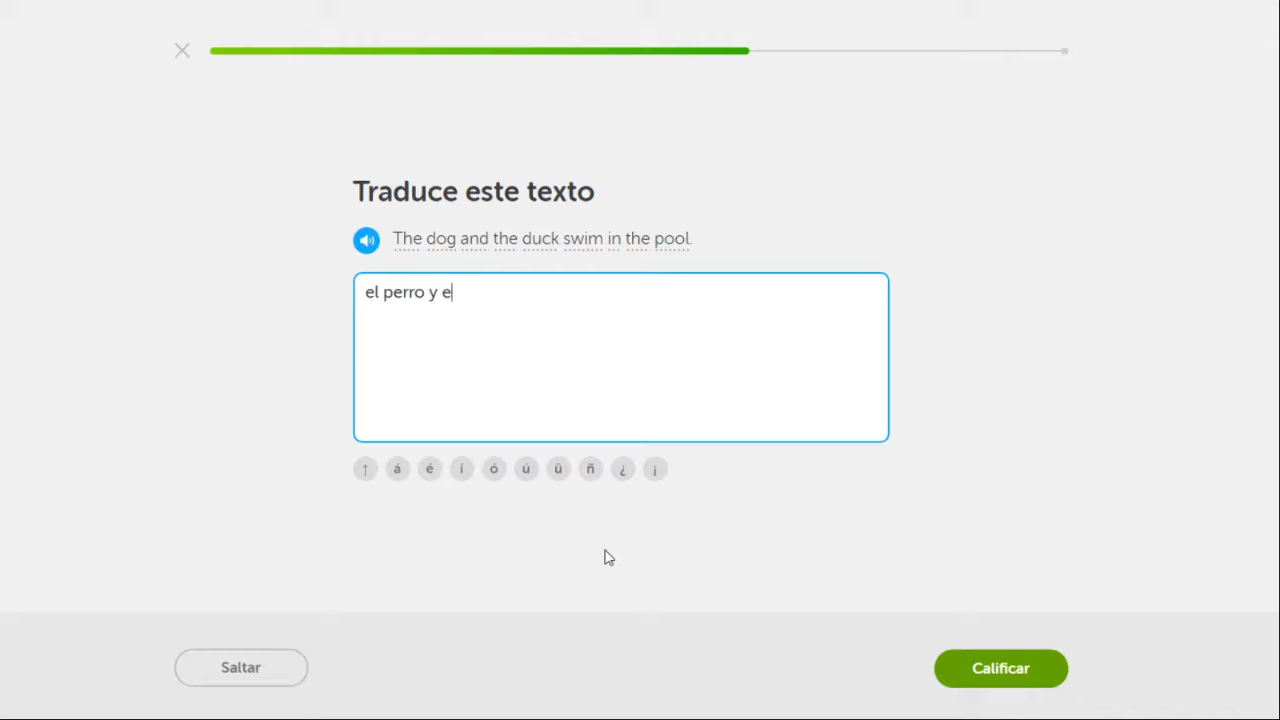 Traduce este texto
The dog and the duck swim in the pool.
el perro y e
↑ á é í ó ú ü ñ ¿ ¡
Saltar
Calificar